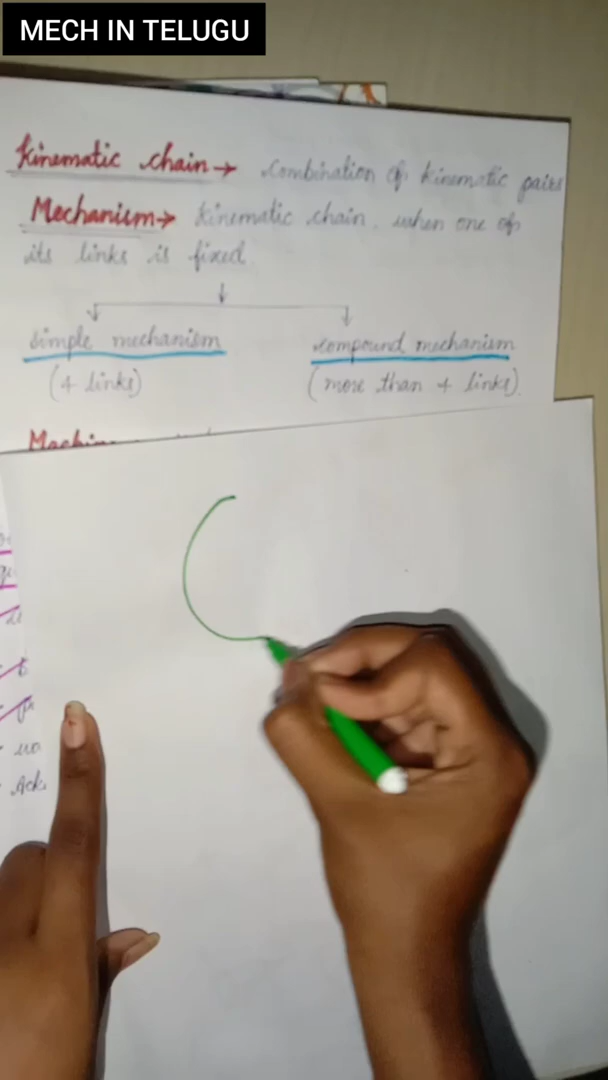 MECH IN TELUGU
Kinematic chain → Combination of kinematic pairs
Mechanism → Kinematic chain, when one of
its links is fixed
simple mechanism compound mechanism
(4 links) (more than 4 links).
Ack